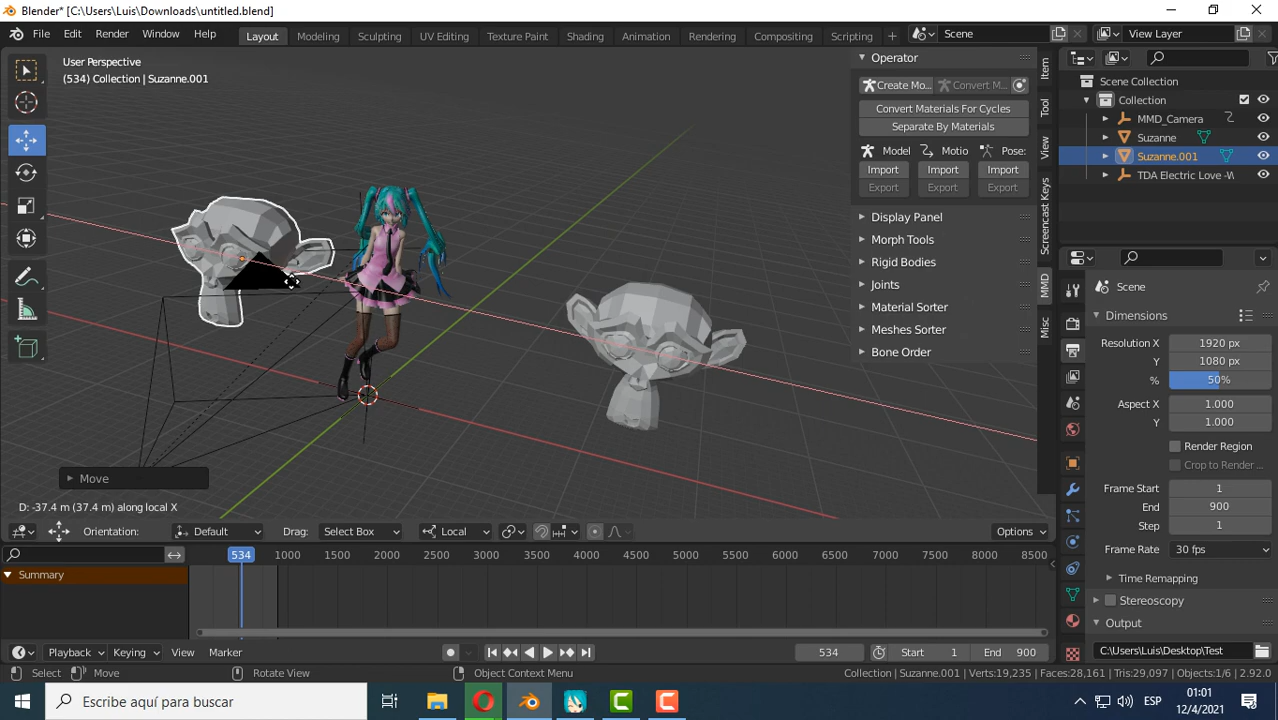 Blender* [C:\Users\Luis\Downloads\untitled.blend]
File Edit Render Window Help
Layout Modeling Sculpting UV Editing Texture Paint Shading Animation Rendering Compositing Scripting
Scene
View Layer
User Perspective
(534) Collection | Suzanne.001
Operator
Create Mo...
Convert M...
Convert Materials For Cycles
Separate By Materials
Model Motio Pose:
Import Import Import
Export Export Export
Display Panel
Morph Tools
Rigid Bodies
Joints
Material Sorter
Meshes Sorter
Bone Order
Item
Tool
View
Screencast Keys
MMD
Misc
Scene Collection
Collection
MMD_Camera
Suzanne
Suzanne.001
TDA Electric Love -W
Scene
Dimensions
Resolution X 1920 px
Y 1080 px
% 50%
Aspect X 1.000
Y 1.000
Render Region
Crop to Render ...
Frame Start 1
End 900
Step 1
Frame Rate 30 fps
Time Remapping
Stereoscopy
Output
C:\Users\Luis\Desktop\Test
Move
D: -37.4 m (37.4 m) along local X
Orientation: Default Drag: Select Box Local Options
534 1000 1500 2000 2500 3000 3500 4000 4500 5000 5500 6000 6500 7000 7500 8000 8500
Summary
Playback Keying View Marker 534 Start 1 End 900
Select Move Rotate View Object Context Menu Collection | Suzanne.001 | Verts:19,235 | Faces:28,161 | Tris:29,097 | Objects:1/6 | 2.92.0
Escribe aquí para buscar
ESP
01:01
12/4/2021